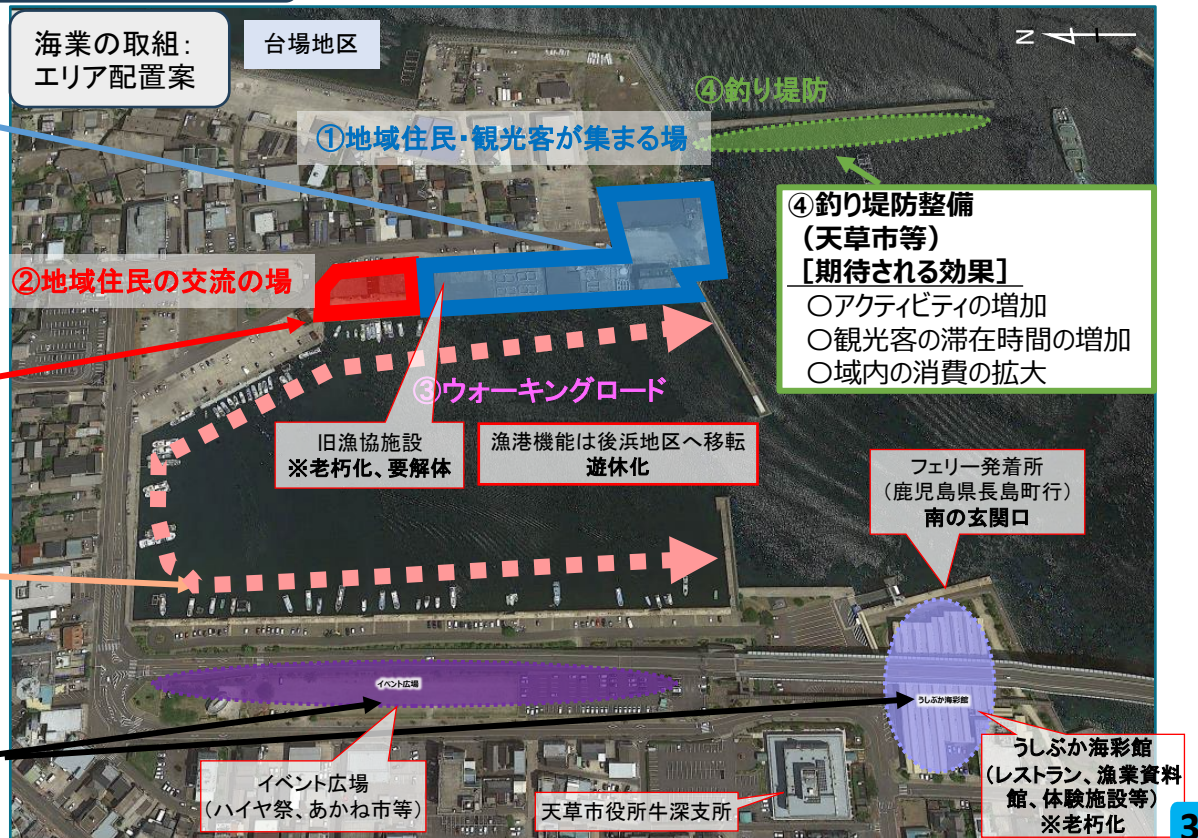 海業の取組：
エリア配置案
台場地区
N
④釣り堤防
①地域住民・観光客が集まる場
④釣り堤防整備
（天草市等）
［期待される効果］
〇アクティビティの増加
〇観光客の滞在時間の増加
〇域内の消費の拡大
②地域住民の交流の場
③ウォーキングロード
旧漁協施設
※老朽化、要解体
漁港機能は後浜地区へ移転
遊休化
フェリー発着所
（鹿児島県長島町行）
南の玄関口
イベント広場
うしぶか海彩館
イベント広場
（ハイヤ祭、あかね市等）
天草市役所牛深支所
うしぶか海彩館
（レストラン、漁業資料
館、体験施設等）
※老朽化
3